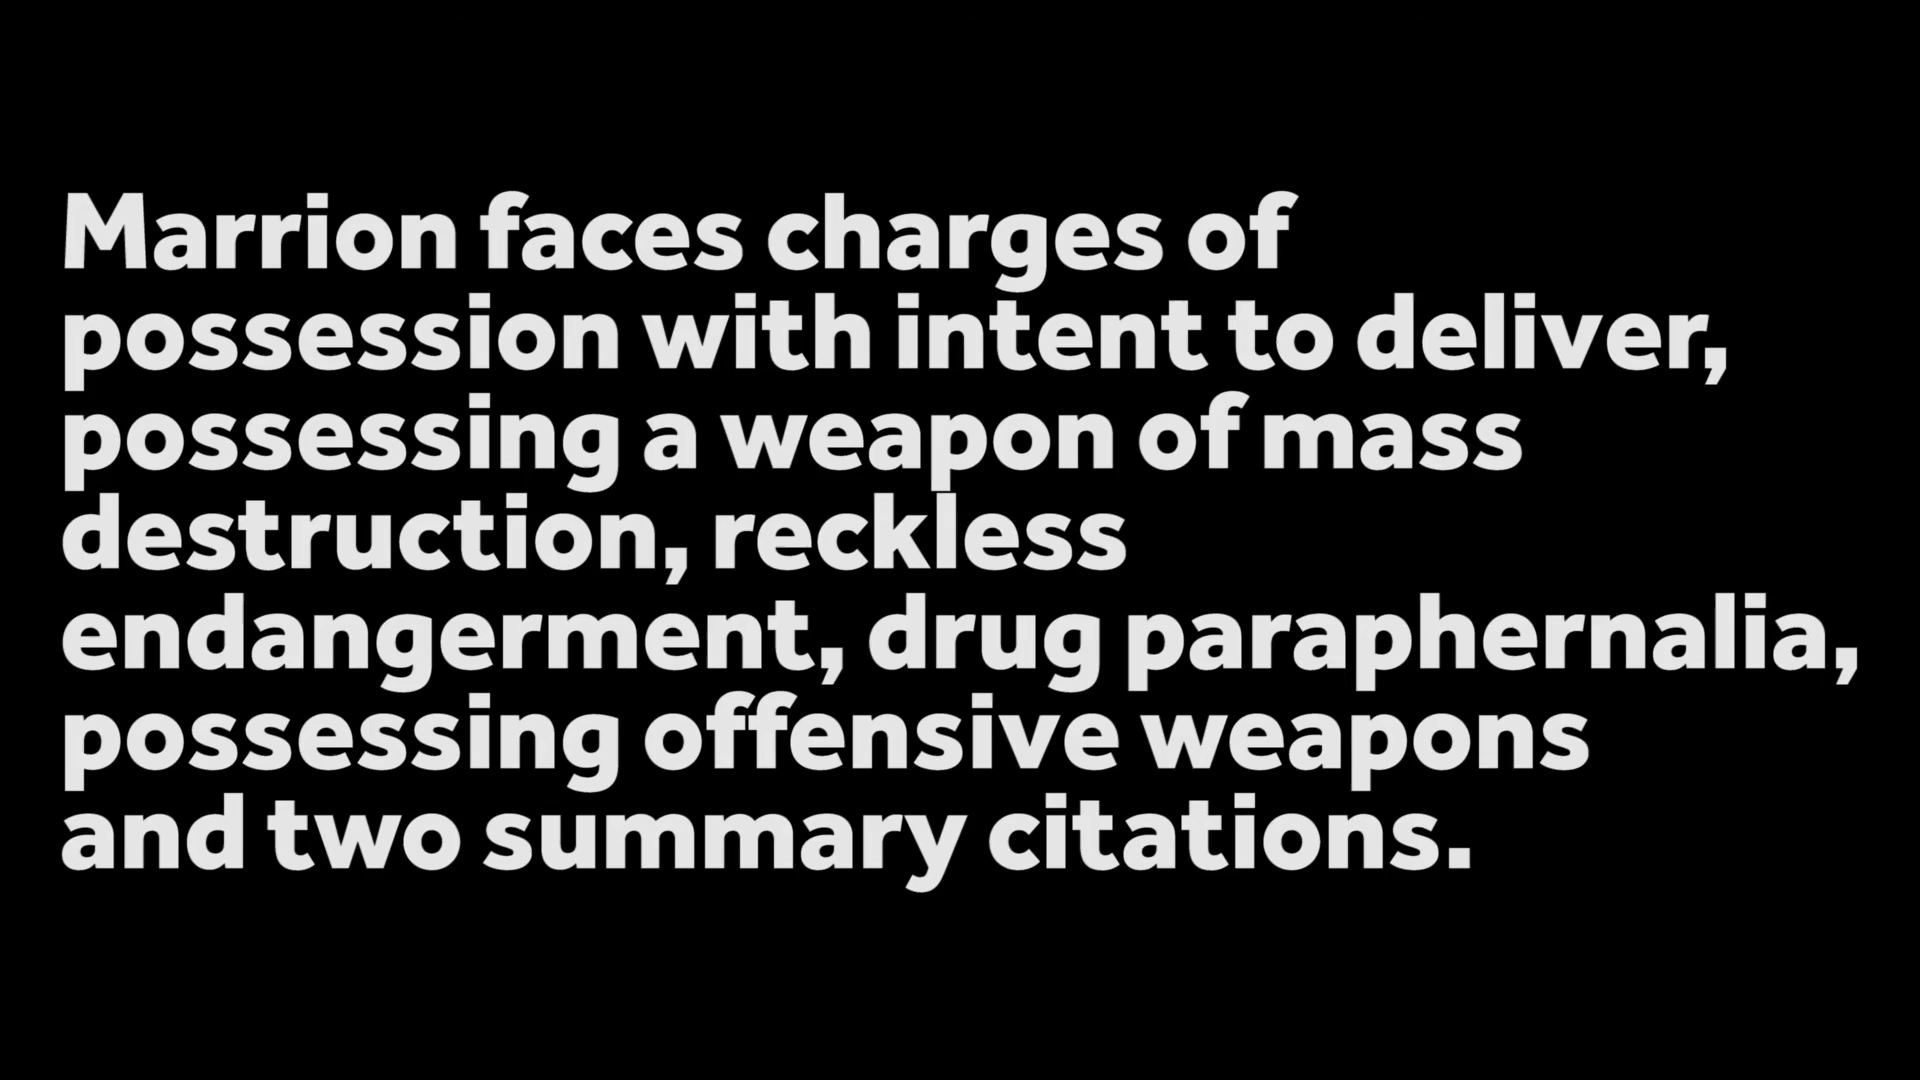 Marrion faces charges of
possession with intent to deliver,
possessing a weapon of mass
destruction, reckless
endangerment, drug paraphernalia,
possessing offensive weapons
and two summary citations.